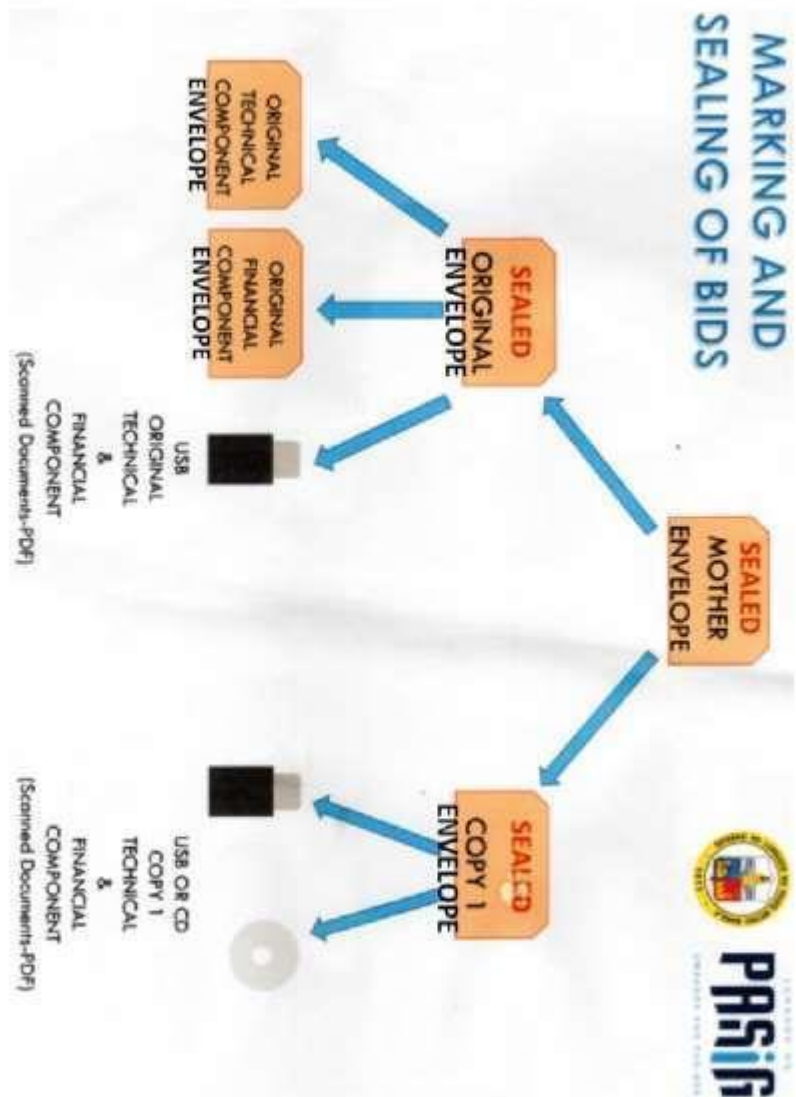 MARKING AND
SEALING OF BIDS
PASIG
SEALED
MOTHER
ENVELOPE
SEALED
ORIGINAL
ENVELOPE
SEALED
COPY 1
ENVELOPE
ORIGINAL
TECHNICAL
COMPONENT
ENVELOPE
ORIGINAL
FINANCIAL
COMPONENT
ENVELOPE
USB
ORIGINAL
TECHNICAL
&
FINANCIAL
COMPONENT
(Scanned Documents-PDF)
USB OR CD
COPY 1
TECHNICAL
&
FINANCIAL
COMPONENT
(Scanned Documents-PDF)